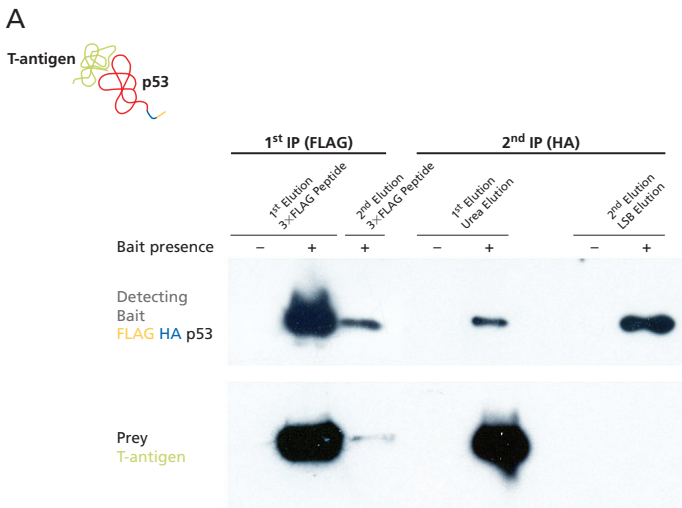 A
T-antigen
p53
1st IP (FLAG)
2nd IP (HA)
1st Elution
3×FLAG Peptide
2nd Elution
3×FLAG Peptide
1st Elution
Urea Elution
2nd Elution
LSB Elution
Bait presence – + + – + – +
Detecting
Bait
FLAG HA p53
Prey
T-antigen